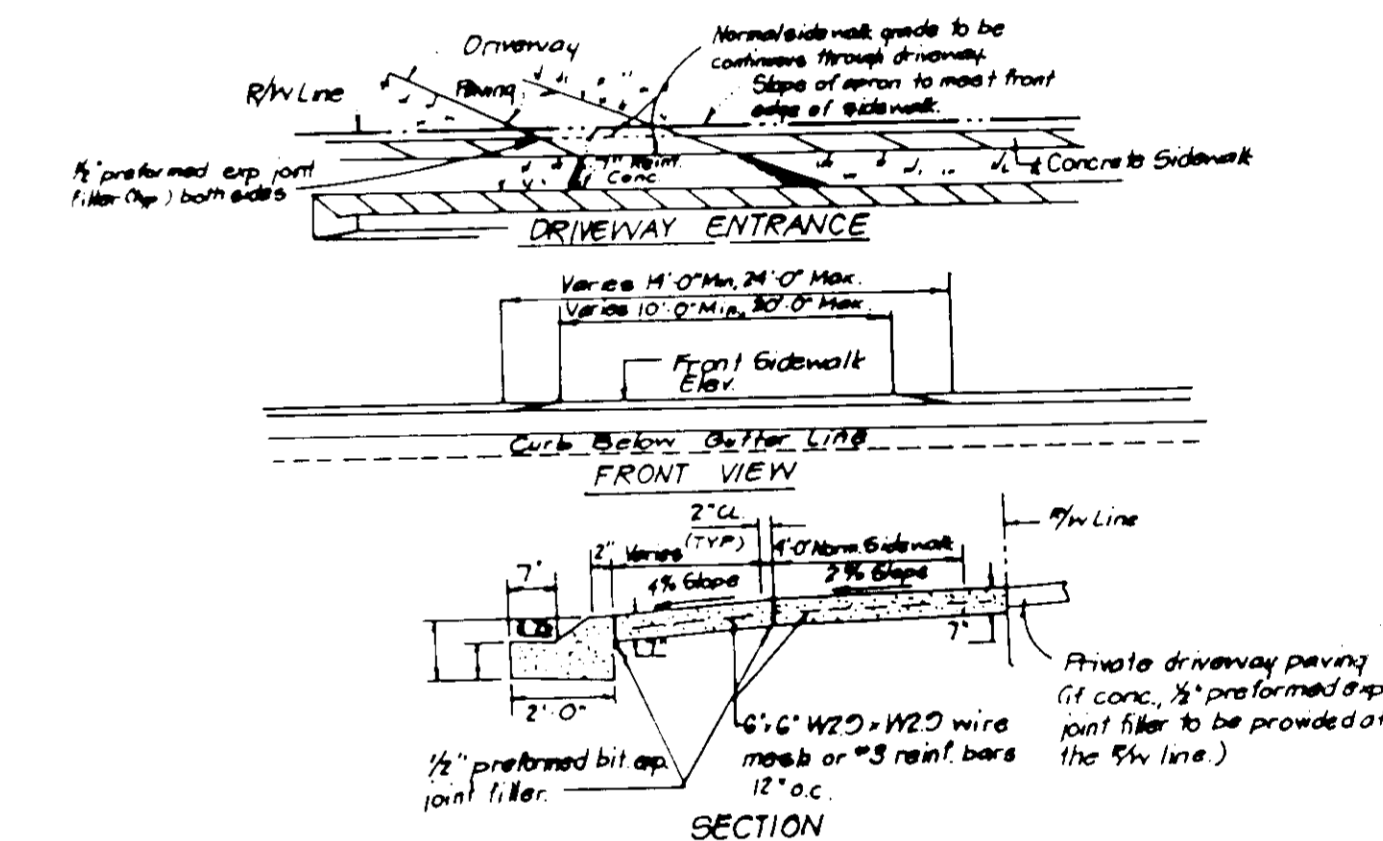 Driveway
Paving
R/W Line
Normal sidewalk grade to be
continuous through driveway
Slope of apron to meet front
edge of sidewalk.
1/2" preformed exp joint
filler (Typ) both sides
7" Reint.
Conc.
Concrete Sidewalk
DRIVEWAY ENTRANCE
Varies 14'-0" Min, 24'-0" Max.
Varies 10'-0" Min, 20'-0" Max
Front Sidewalk
Elev.
Curb Below Gutter Line
FRONT VIEW
2" CL.
(TYP)
R/W Line
2" Varies
4'-0" Norm. Sidewalk
7"
4% Slope
2% Slope
7"
7"
2'-0"
Private driveway paving
(if conc., 1/2" preformed exp
joint filler to be provided at
the R/W line.)
6"x6" W2.9 x W2.9 wire
mesh or #3 reinf. bars
12" o.c.
1/2" preformed bit. exp.
joint filler.
SECTION